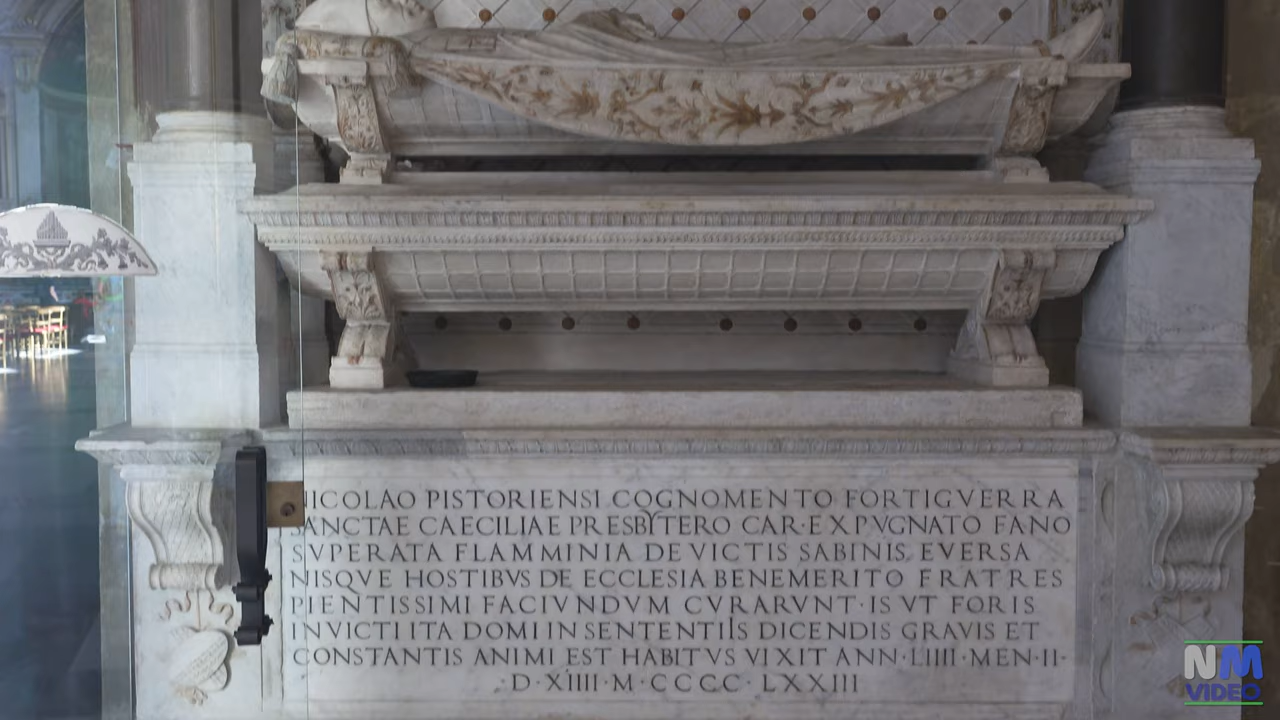 NICOLAO PISTORIENSI COGNOMENTO FORTIGVERRA
SANCTAE CAECILIAE PRESBYTERO CAR·EXPVGNATO FANO
SVPERATA FLAMMINIA DEVICTIS SABINIS EVERSA
NISQVE HOSTIBVS DE ECCLESIA BENEMERITO FRATRES
PIENTISSIMI FACIVNDVM CVRARVNT·IS VT FORIS
INVICTI ITA DOMI IN SENTENTIIS DICENDIS GRAVIS ET
CONSTANTIS ANIMI EST HABITVS VIXIT ANN·LIIII·MEN·II·
·D·XIIII·M·CCCC·LXXIII
NM
VIDEO